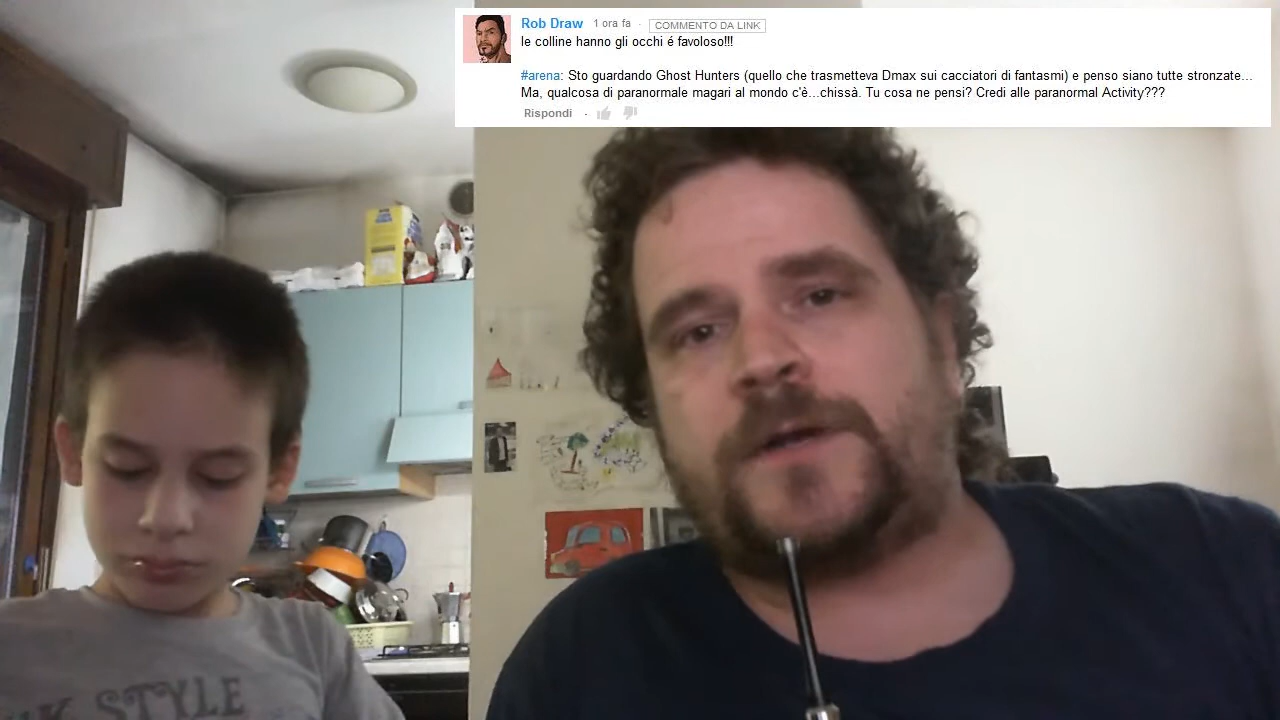 Rob Draw 1 ora fa · COMMENTO DA LINK
le colline hanno gli occhi é favoloso!!!
#arena: Sto guardando Ghost Hunters (quello che trasmetteva Dmax sui cacciatori di fantasmi) e penso siano tutte stronzate...
Ma, qualcosa di paranormale magari al mondo c'è...chissà. Tu cosa ne pensi? Credi alle paranormal Activity???
Rispondi ·
STYLE